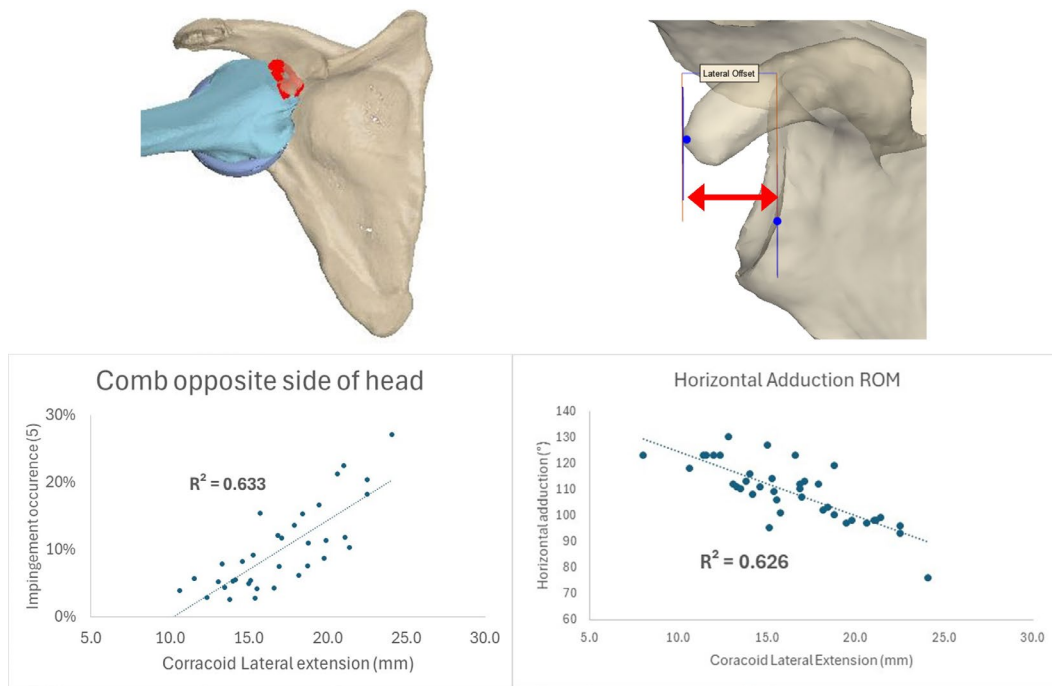 Lateral Offset
Comb opposite side of head
Impingement occurence (5)
30%
20%
10%
0%
R² = 0.633
5.0 10.0 15.0 20.0 25.0 30.0
Corracoid Lateral extension (mm)
Horizontal Adduction ROM
Horizontal adduction (°)
140
130
120
110
100
90
80
70
60
R² = 0.626
5.0 10.0 15.0 20.0 25.0 30.0
Coracoid Lateral Extension (mm)